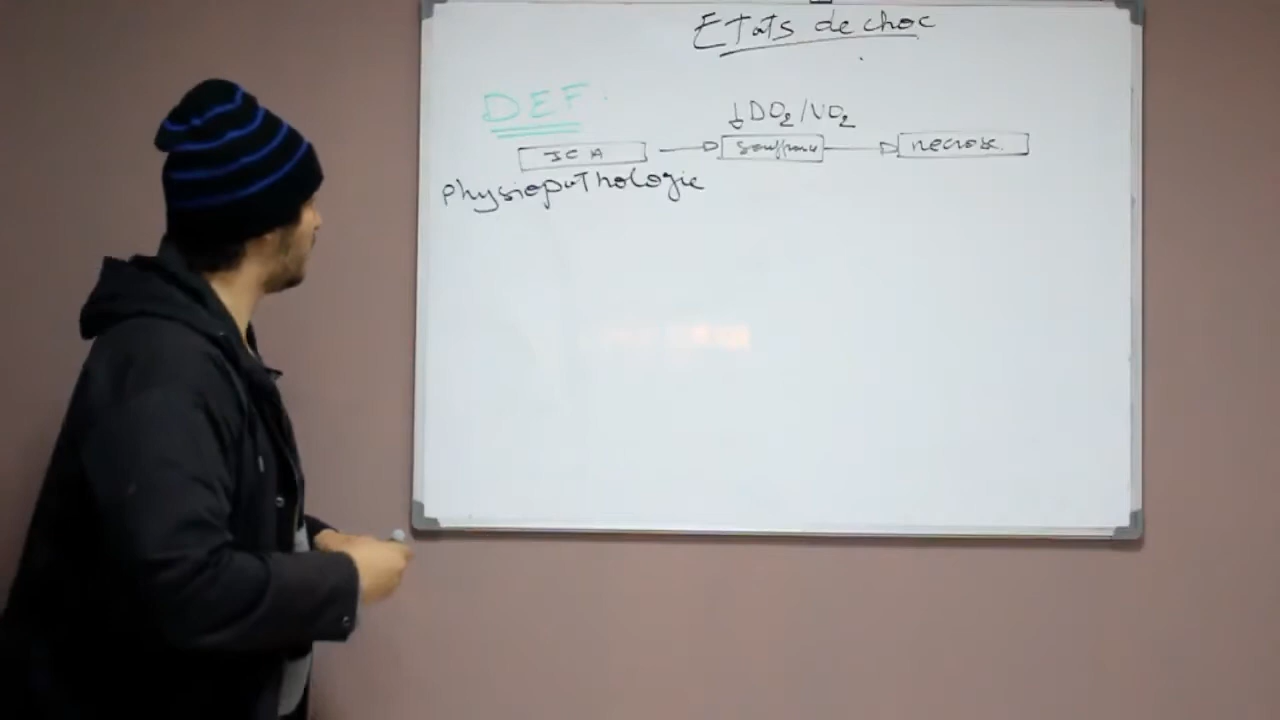 Etats de choc
DEF:
↓DO2/VO2
ICA → souffrance → necrose.
physiopathologie